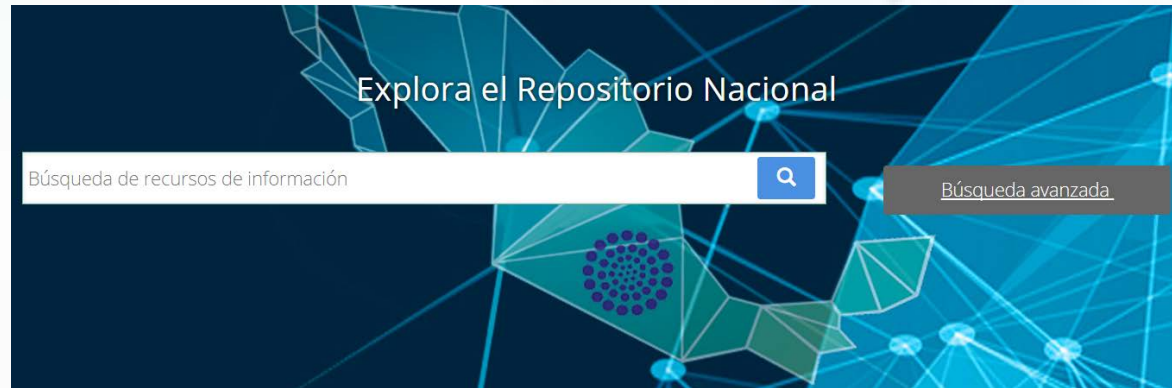 Explora el Repositorio Nacional
Búsqueda de recursos de información
Búsqueda avanzada